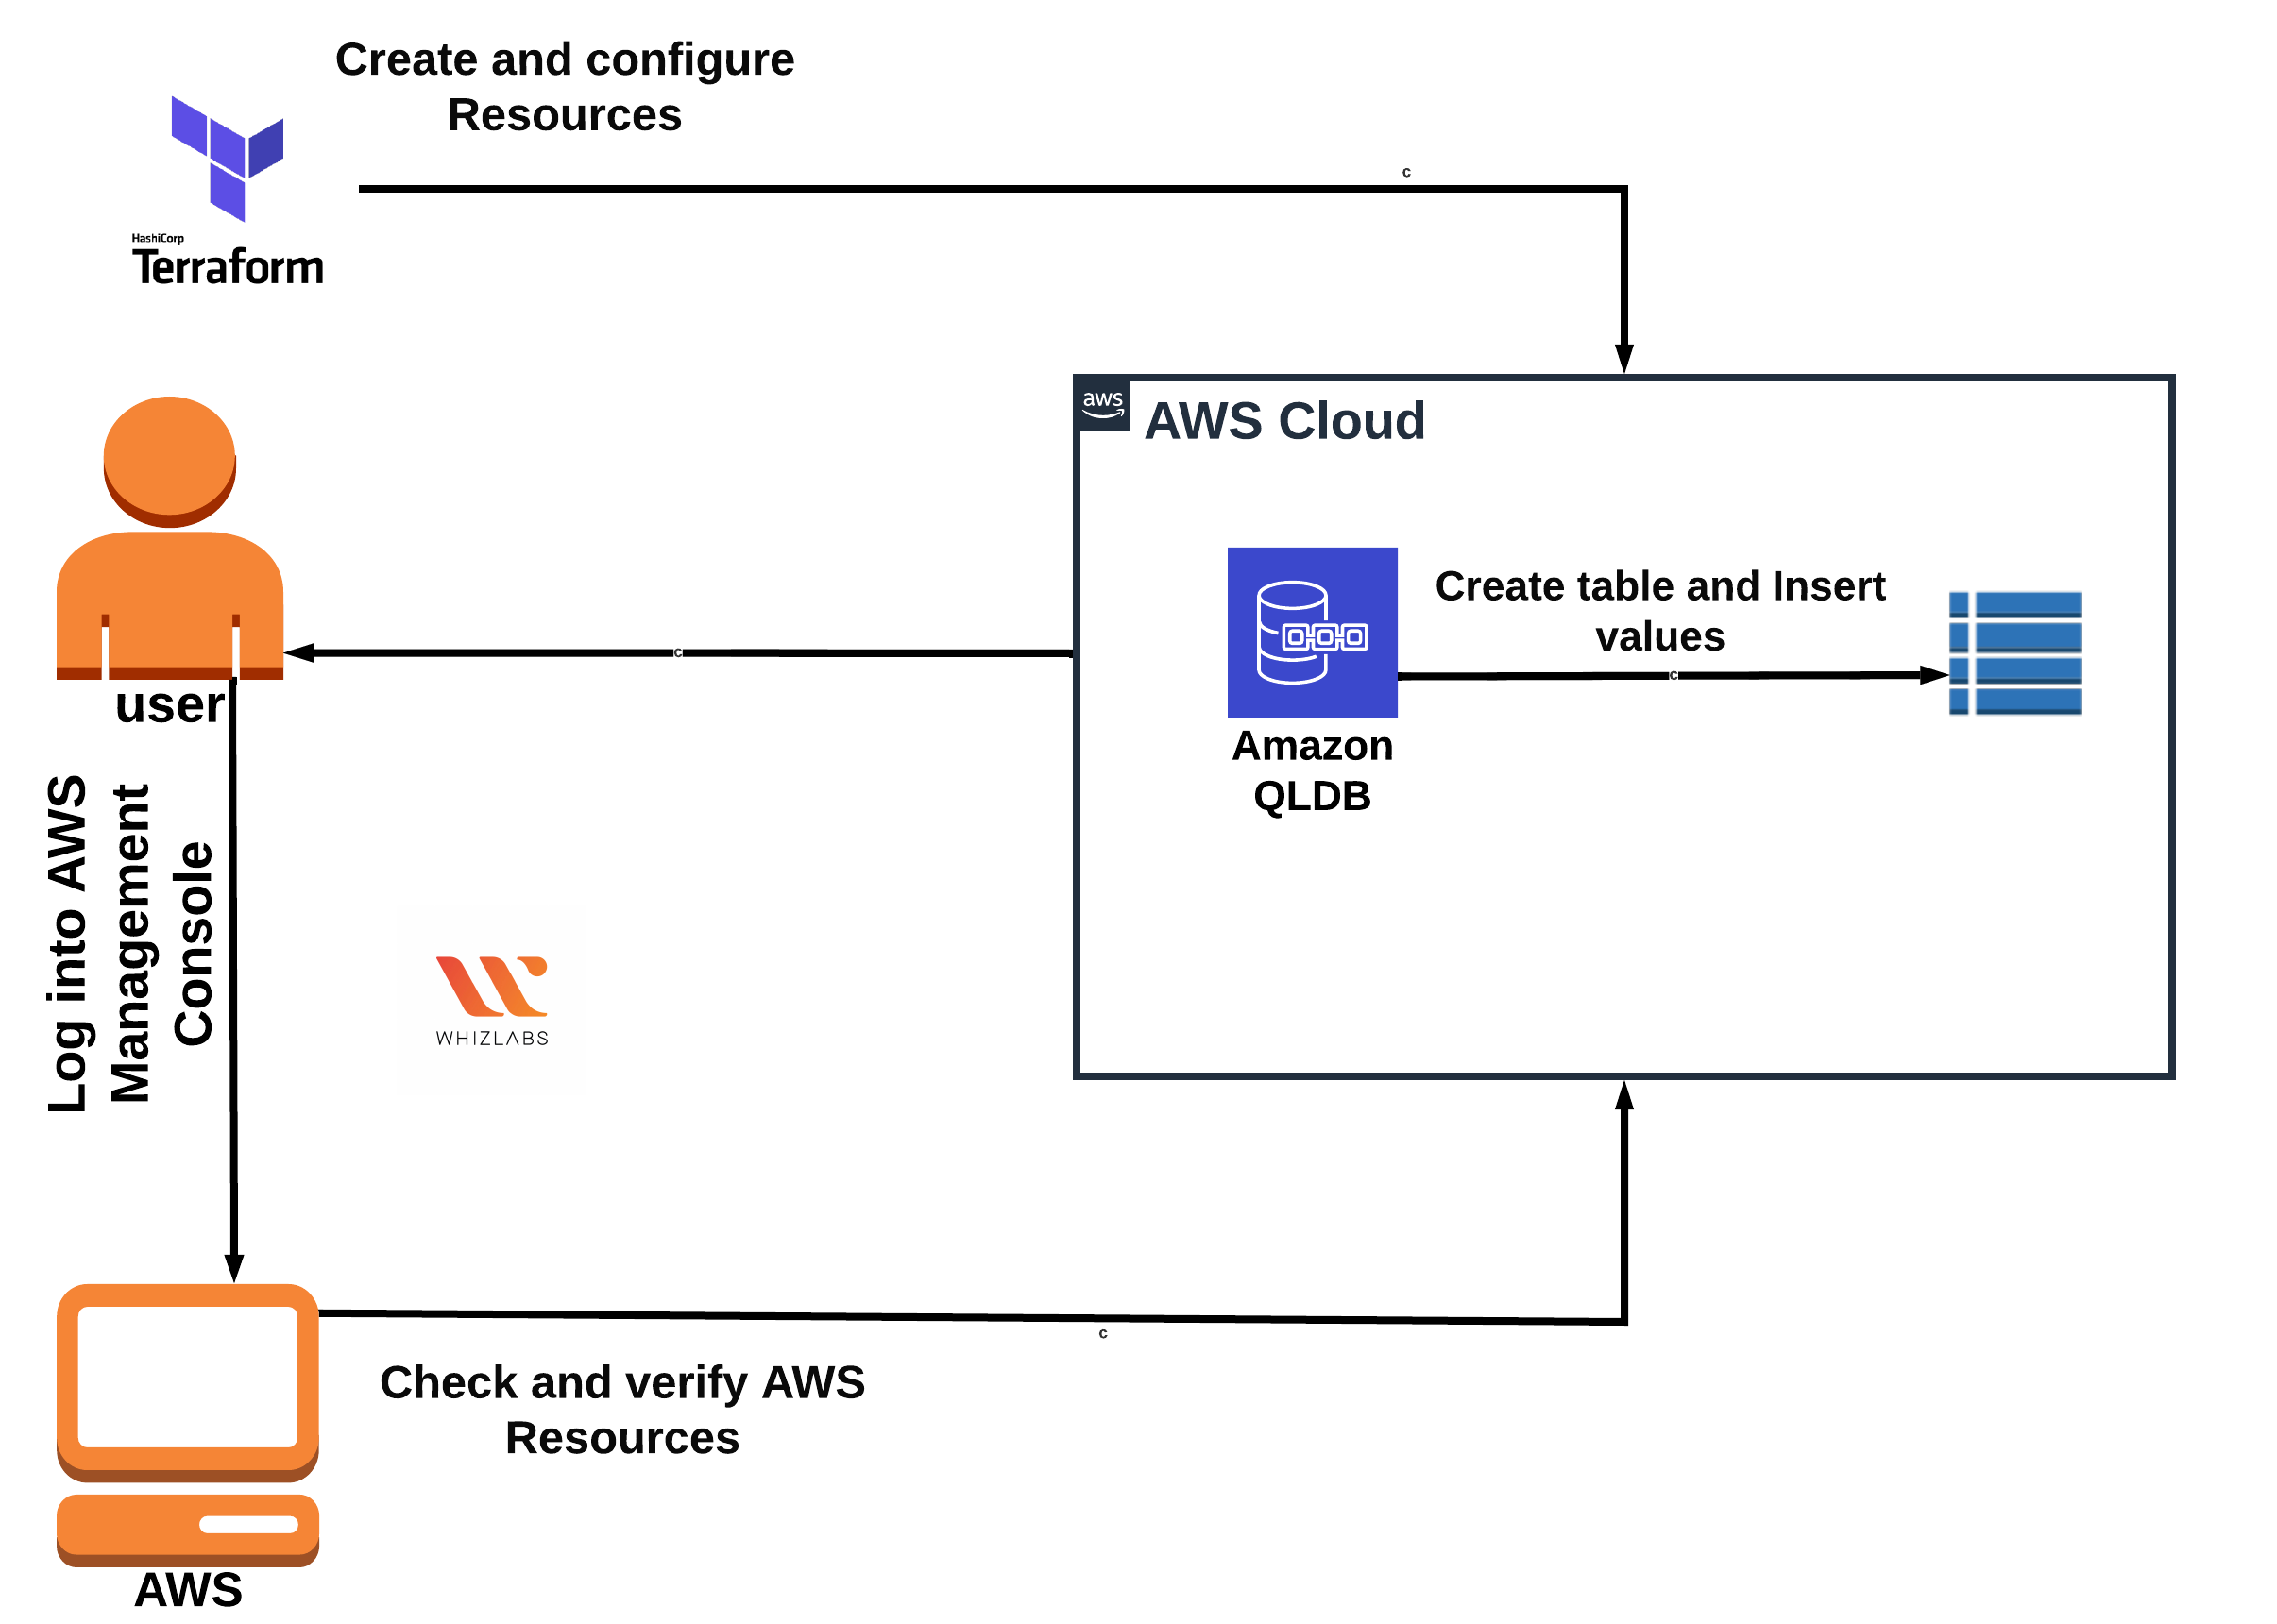 Create and configure
Resources
c
HashiCorp
Terraform
aws
AWS Cloud
Create table and Insert
values
c
c
user
Amazon
QLDB
Log into AWS
Management
Console
WHIZLABS
c
Check and verify AWS
Resources
AWS